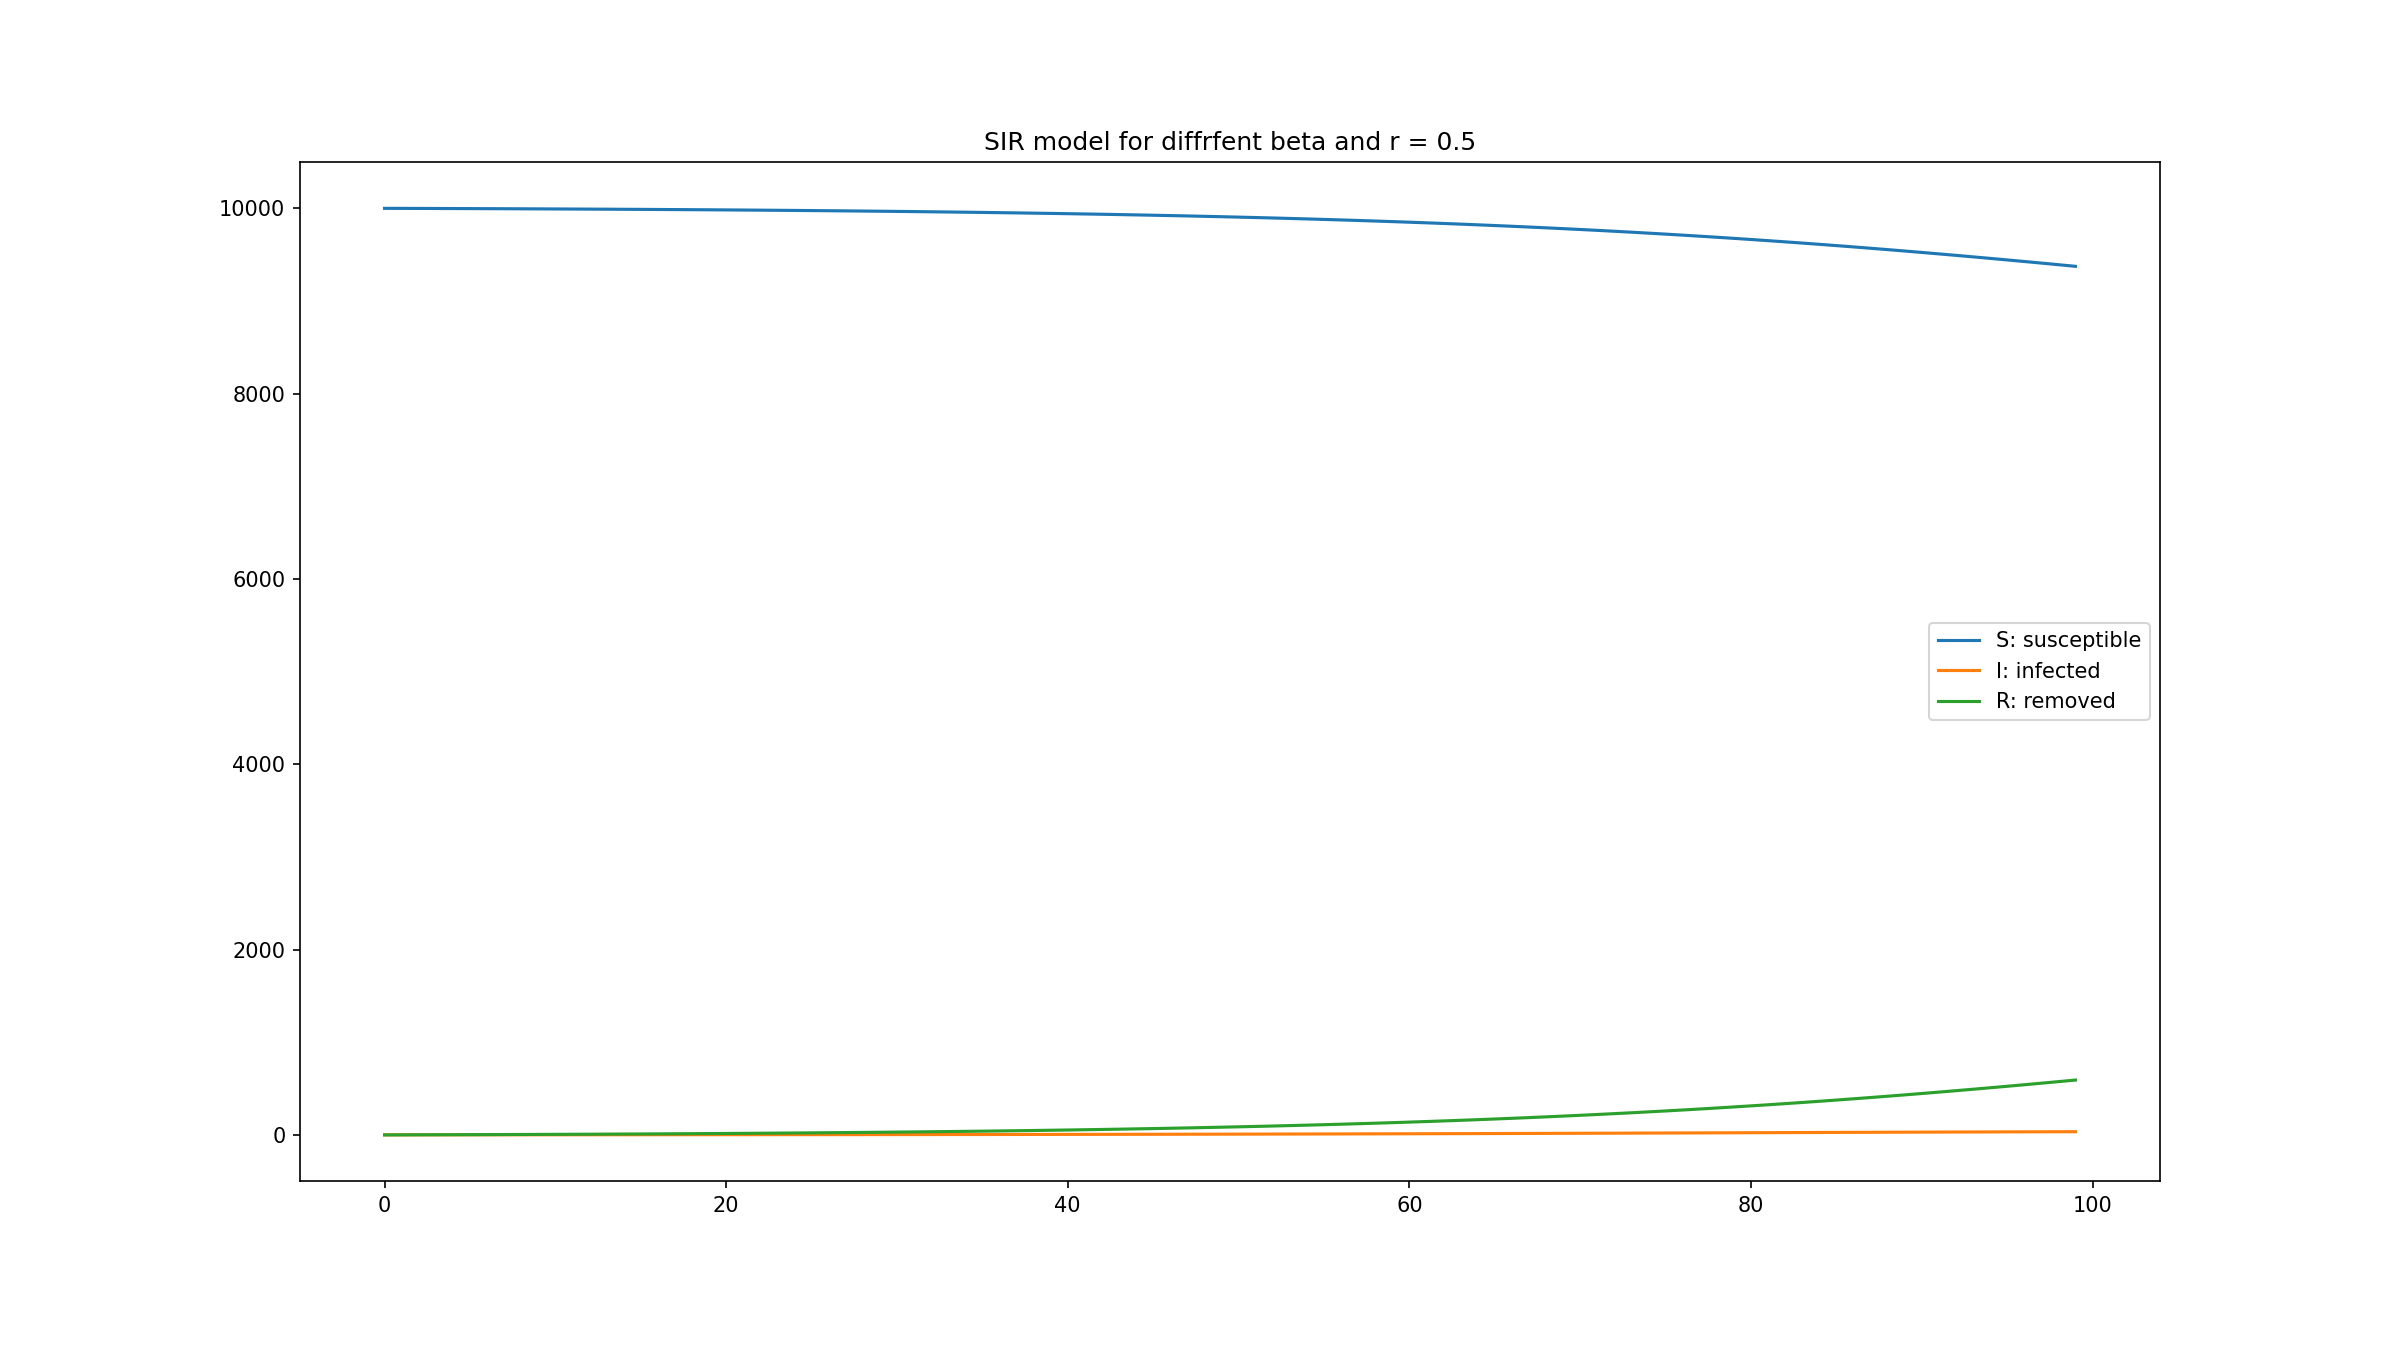 SIR model for diffrfent beta and r = 0.5
10000
8000
6000
4000
2000
0
S: susceptible
I: infected
R: removed
0 20 40 60 80 100